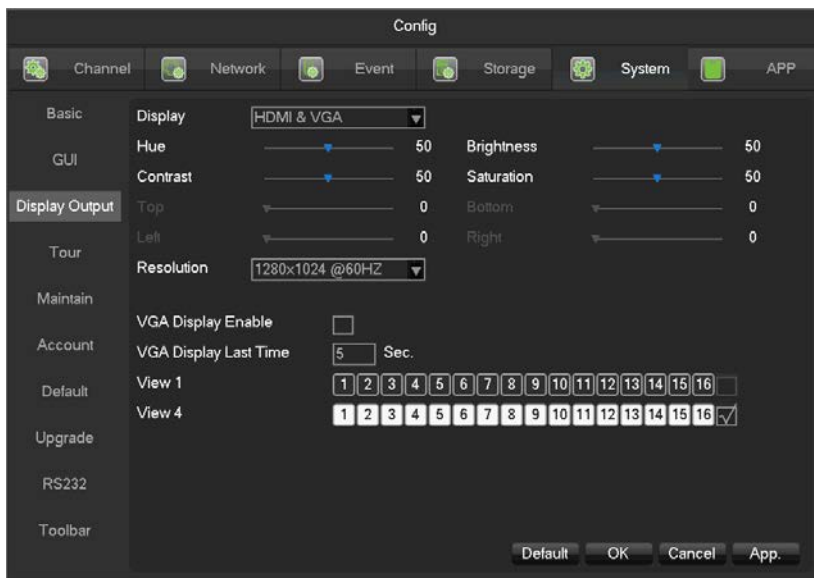 Config
Channel Network Event Storage System APP
Basic
GUI
Display Output
Tour
Maintain
Account
Default
Upgrade
RS232
Toolbar
Display HDMI & VGA
Hue 50 Brightness 50
Contrast 50 Saturation 50
Top 0 Bottom 0
Left 0 Right 0
Resolution 1280x1024 @60HZ
VGA Display Enable
VGA Display Last Time 5 Sec.
View 1 1 2 3 4 5 6 7 8 9 10 11 12 13 14 15 16
View 4 1 2 3 4 5 6 7 8 9 10 11 12 13 14 15 16
Default OK Cancel App.